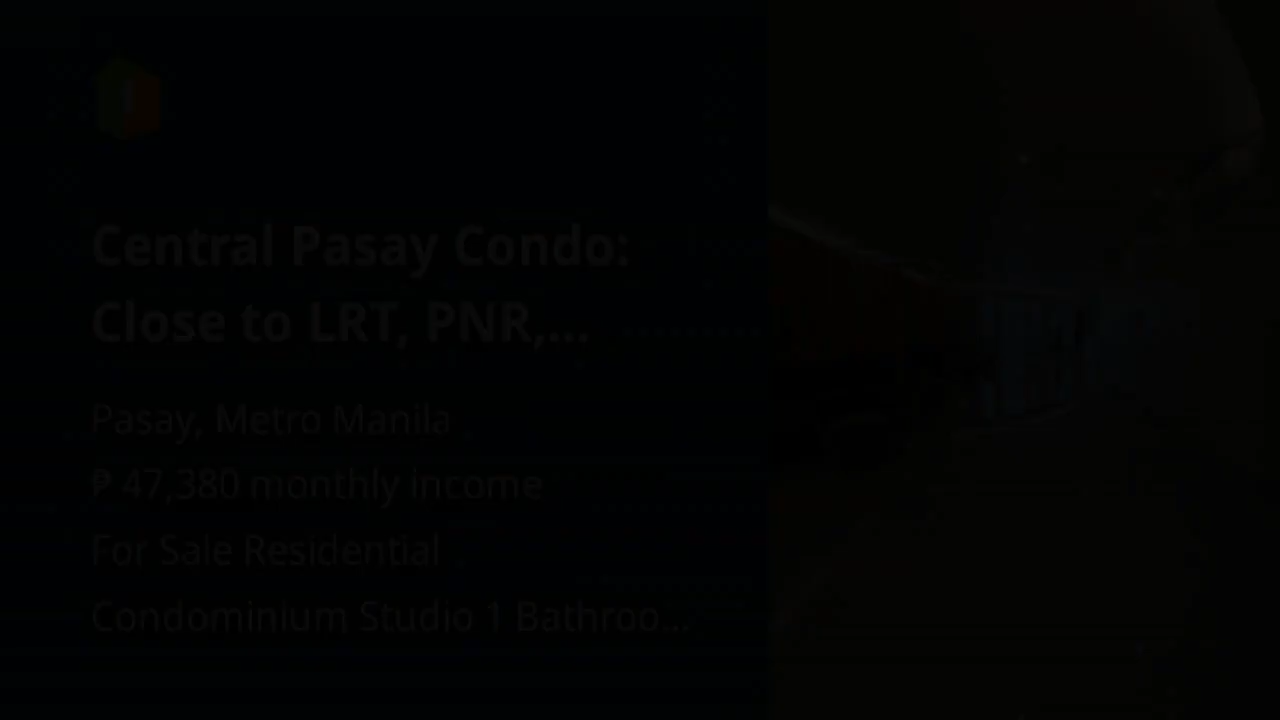 Central Pasay Condo:
Close to LRT, PNR,...
Pasay, Metro Manila
₱ 47,380 monthly income
For Sale Residential
Condominium Studio 1 Bathroo...